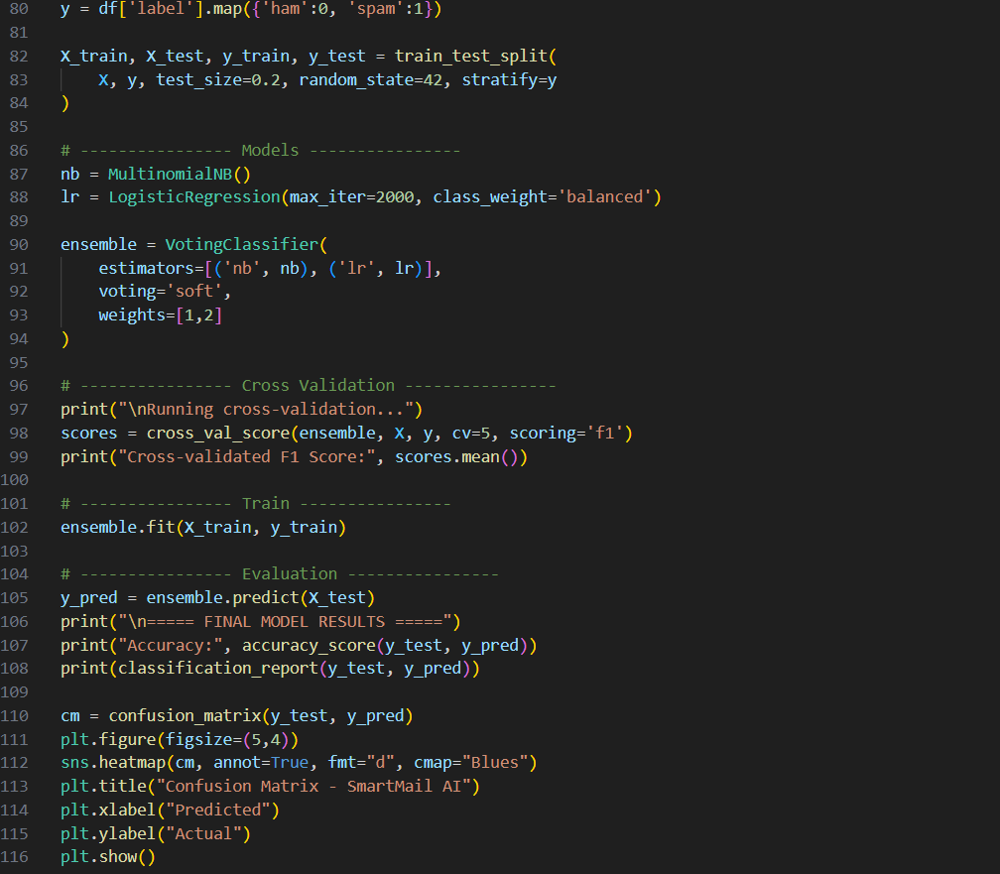 80 y = df['label'].map({'ham':0, 'spam':1})
81
82 X_train, X_test, y_train, y_test = train_test_split(
83     X, y, test_size=0.2, random_state=42, stratify=y
84 )
85
86 # ---------------- Models ----------------
87 nb = MultinomialNB()
88 lr = LogisticRegression(max_iter=2000, class_weight='balanced')
89
90 ensemble = VotingClassifier(
91     estimators=[('nb', nb), ('lr', lr)],
92     voting='soft',
93     weights=[1,2]
94 )
95
96 # ---------------- Cross Validation ----------------
97 print("\nRunning cross-validation...")
98 scores = cross_val_score(ensemble, X, y, cv=5, scoring='f1')
99 print("Cross-validated F1 Score:", scores.mean())
100
101 # ---------------- Train ----------------
102 ensemble.fit(X_train, y_train)
103
104 # ---------------- Evaluation ----------------
105 y_pred = ensemble.predict(X_test)
106 print("\n===== FINAL MODEL RESULTS =====")
107 print("Accuracy:", accuracy_score(y_test, y_pred))
108 print(classification_report(y_test, y_pred))
109
110 cm = confusion_matrix(y_test, y_pred)
111 plt.figure(figsize=(5,4))
112 sns.heatmap(cm, annot=True, fmt="d", cmap="Blues")
113 plt.title("Confusion Matrix - SmartMail AI")
114 plt.xlabel("Predicted")
115 plt.ylabel("Actual")
116 plt.show()